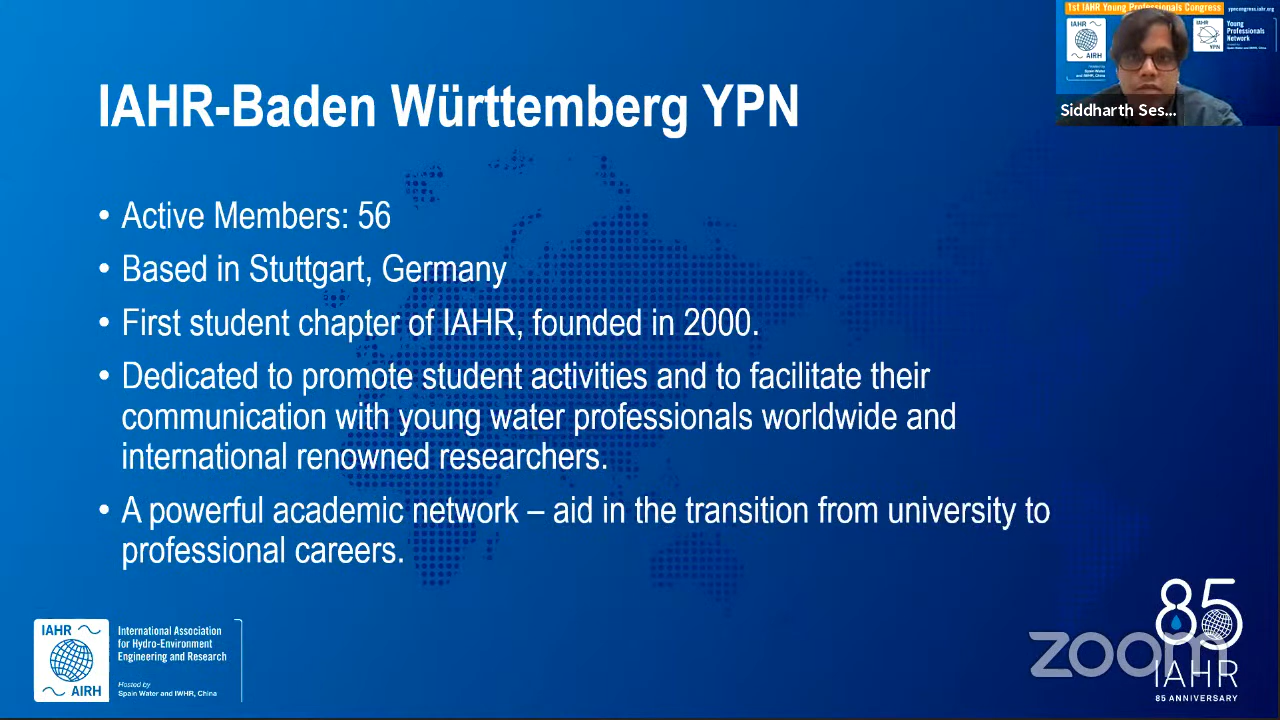 1st IAHR Young Professionals Congress
ypncongress.iahr.org
IAHR
AIRH
IAHR
YPN
Young
Professionals
Network
Siddharth Ses...
IAHR-Baden Württemberg YPN
• Active Members: 56
• Based in Stuttgart, Germany
• First student chapter of IAHR, founded in 2000.
• Dedicated to promote student activities and to facilitate their
communication with young water professionals worldwide and
international renowned researchers.
• A powerful academic network – aid in the transition from university to
professional careers.
IAHR
AIRH
International Association
for Hydro-Environment
Engineering and Research
Hosted by
Spain Water and IWHR, China
85
zoom
IAHR
85 ANNIVERSARY